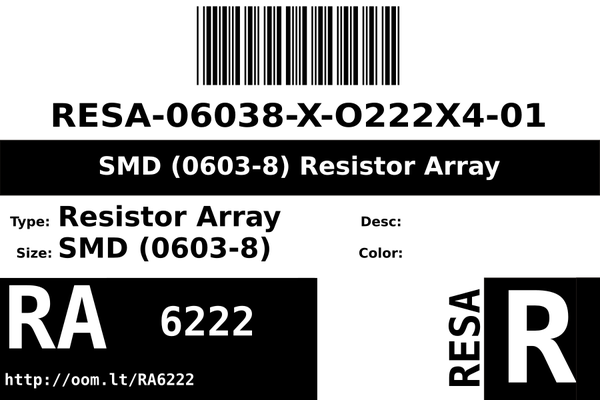 RESA-06038-X-O222X4-01
SMD (0603-8) Resistor Array
Type: Resistor Array
Desc:
Size: SMD (0603-8)
Color:
RA 6222
http://oom.lt/RA6222
RESA
R